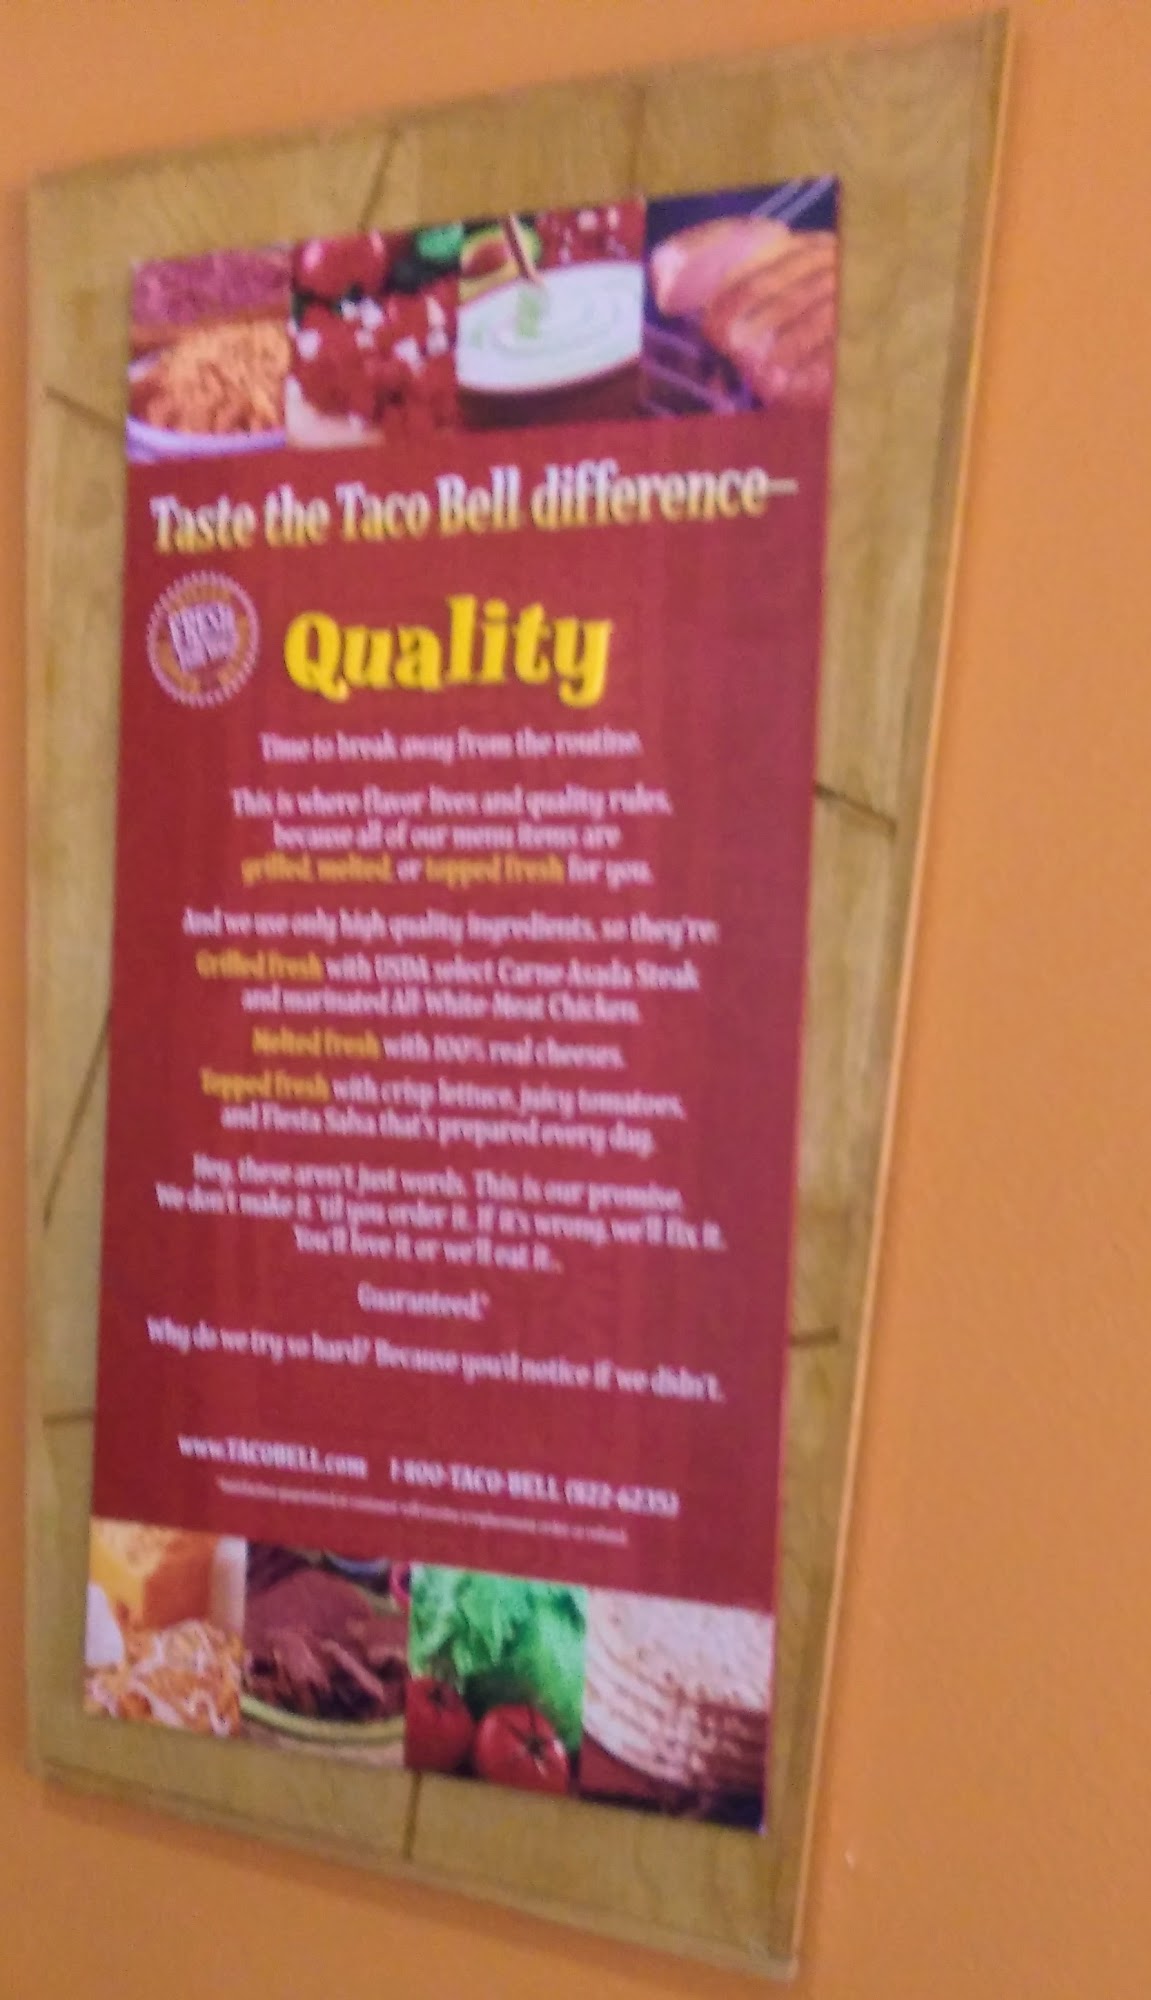 Taste the Taco Bell difference–
FRESH
Quality
Time to break away from the routine.
This is where flavor lives and quality rules,
because all of our menu items are
grilled, melted, or topped fresh for you.
And we use only high quality ingredients, so they're:
Grilled fresh with USDA select Carne Asada Steak
and marinated All White Meat Chicken.
Melted fresh with 100% real cheeses.
Topped fresh with crisp lettuce, juicy tomatoes,
and Fiesta Salsa that's prepared every day.
Hey, these aren't just words. This is our promise.
We don't make it 'til you order it. If it's wrong, we'll fix it.
You'll love it or we'll eat it..
Guaranteed.*
Why do we try so hard? Because you'd notice if we didn't.
www.TACOBELL.com 1-800-TACO-BELL (822-6235)